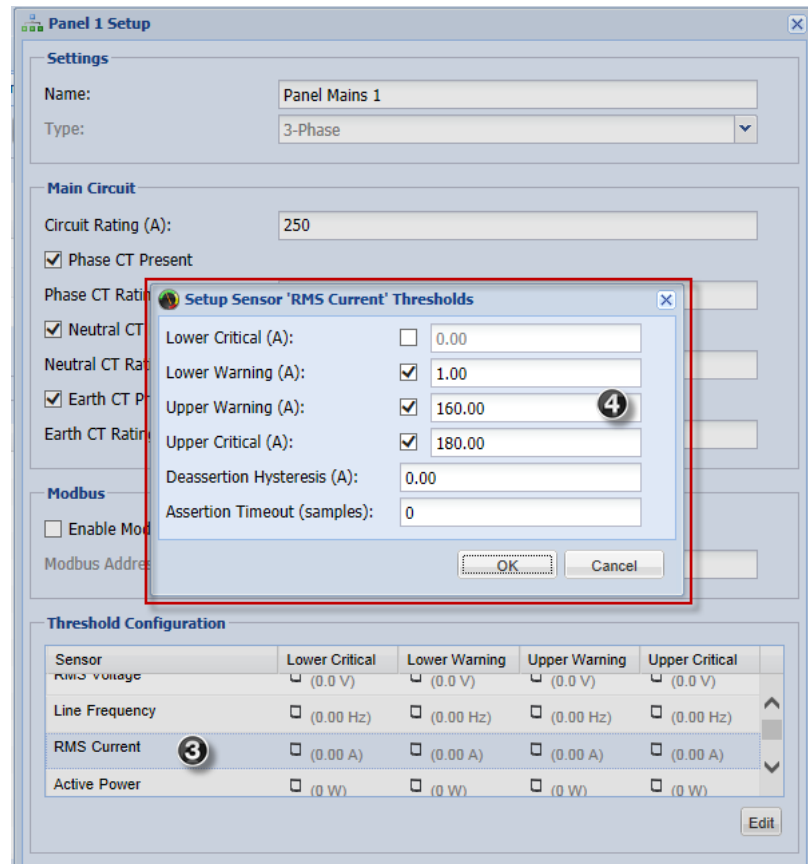 Panel 1 Setup
Settings
Name: Panel Mains 1
Type: 3-Phase
Main Circuit
Circuit Rating (A): 250
Phase CT Present
Phase CT
Neutral CT
Neutral CT
Earth CT
Earth CT Rating
Setup Sensor 'RMS Current' Thresholds
Lower Critical (A): 0.00
Lower Warning (A): 1.00
Upper Warning (A): 160.00 4
Upper Critical (A): 180.00
Deassertion Hysteresis (A): 0.00
Assertion Timeout (samples): 0
OK Cancel
Modbus
Enable
Modbus
Threshold Configuration
Sensor Lower Critical Lower Warning Upper Warning Upper Critical
RMS Voltage (0.0 V) (0.0 V) (0.0 V) (0.0 V)
Line Frequency (0.00 Hz) (0.00 Hz) (0.00 Hz) (0.00 Hz)
RMS Current 3 (0.00 A) (0.00 A) (0.00 A) (0.00 A)
Active Power (0 W) (0 W) (0 W) (0 W)
Edit